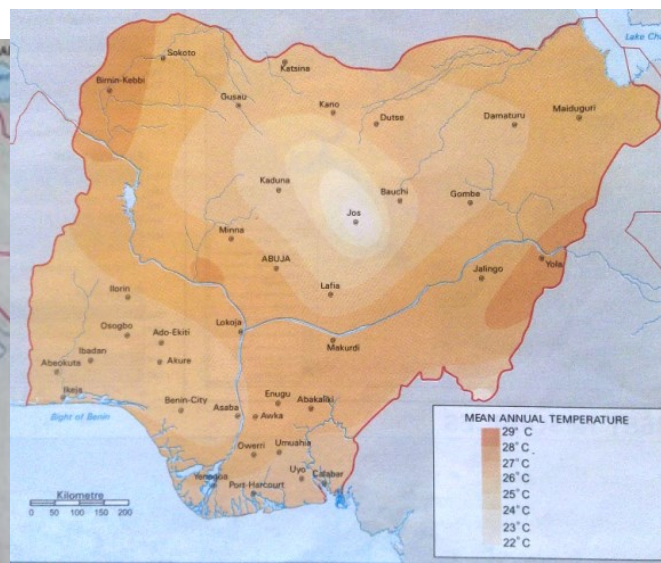 Lake Cha
Sokoto
Katsina
Birnin-Kebbi
Gusau
Kano
Dutse
Damaturu
Maiduguri
Kaduna
Bauchi
Gomba
Jos
Minna
ABUJA
Yola
Jalingo
Lafia
Ilorin
Lokoja
Osogbo
Ado-Ekiti
Makurdi
Ibadan
Akure
Abeokuta
Ikeja
Benin-City
Enugu
Abakaliki
Asaba
Awka
Bight of Benin
Owerri
Umuahia
Uyo
Calabar
Yenagoa
Port-Harcourt
Kilometre
0 50 100 150 200
MEAN ANNUAL TEMPERATURE
29° C
28° C
27° C
26° C
25° C
24° C
23° C
22° C